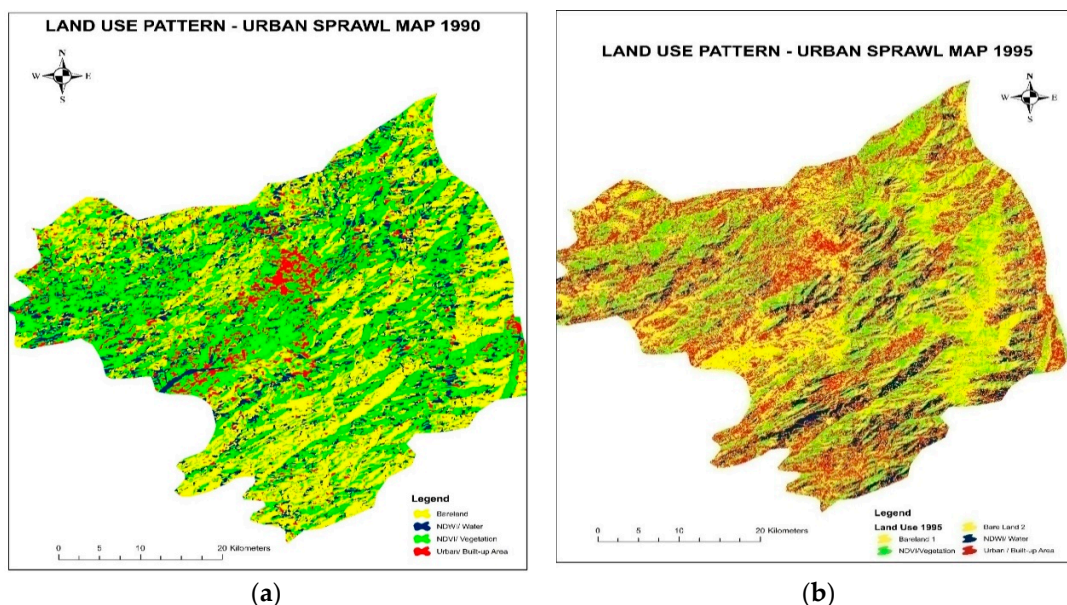 LAND USE PATTERN - URBAN SPRAWL MAP 1990
N
W E
S
Legend
Bareland
NDWI/ Water
NDVI/ Vegetation
Urban/ Built-up Area
0 5 10 20 Kilometers
(a)
LAND USE PATTERN - URBAN SPRAWL MAP 1995
N
W E
S
Legend
Land Use 1995
Bareland 1
NDVI/Vegetation
Bare Land 2
NDWI/ Water
Urban / Built-up Area
0 5 10 20 Kilometers
(b)